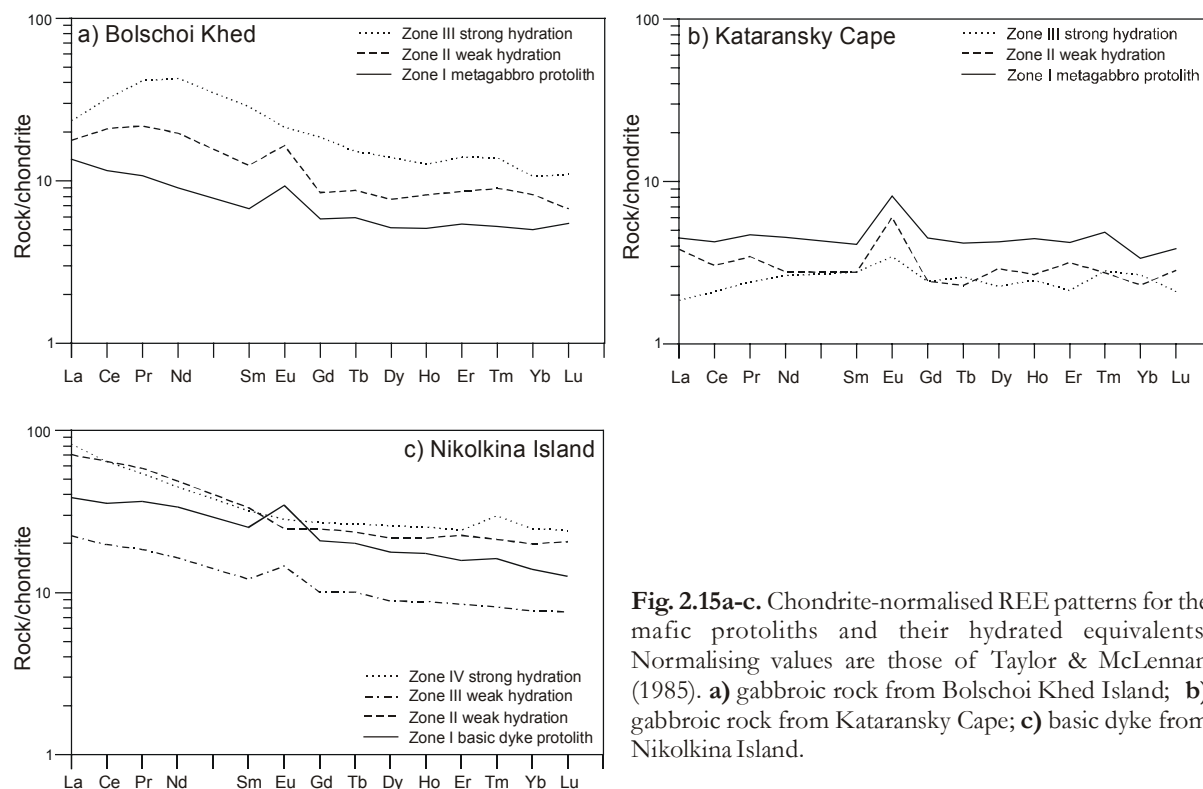 100
a) Bolschoi Khed
Zone III strong hydration
Zone II weak hydration
Zone I metagabbro protolith
Rock/chondrite
10
1
La Ce Pr Nd Sm Eu Gd Tb Dy Ho Er Tm Yb Lu
100
b) Kataransky Cape
Zone III strong hydration
Zone II weak hydration
Zone I metagabbro protolith
Rock/chondrite
10
1
La Ce Pr Nd Sm Eu Gd Tb Dy Ho Er Tm Yb Lu
100
c) Nikolkina Island
Rock/chondrite
10
Zone IV strong hydration
Zone III weak hydration
Zone II weak hydration
Zone I basic dyke protolith
1
La Ce Pr Nd Sm Eu Gd Tb Dy Ho Er Tm Yb Lu
Fig. 2.15a-c. Chondrite-normalised REE patterns for the
mafic protoliths and their hydrated equivalents
Normalising values are those of Taylor & McLennan
(1985). a) gabbroic rock from Bolschoi Khed Island; b)
gabbroic rock from Kataransky Cape; c) basic dyke from
Nikolkina Island.